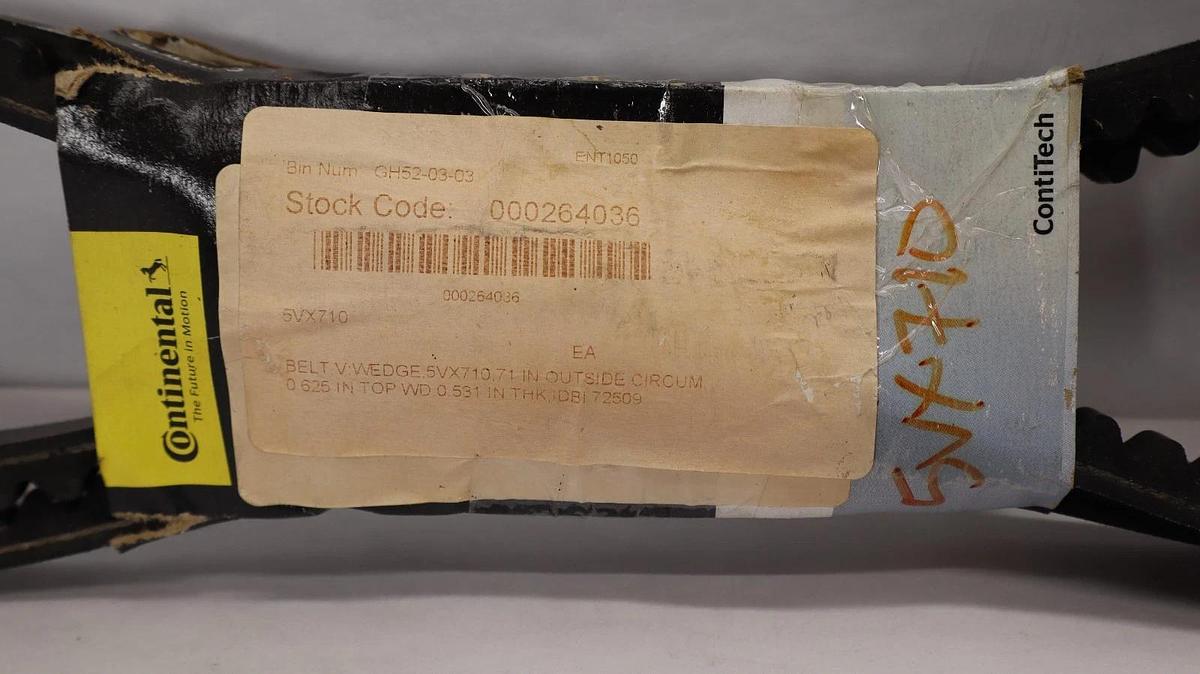 ENT1050
Bin Num GH52-03-03
Stock Code: 000264036
000264036
5VX710
EA
BELT V:WEDGE,5VX710,71 IN OUTSIDE CIRCUM,
0.625 IN TOP WD 0.531 IN THK,IDBI 72509
Continental
The Future in Motion
5VX710
ContiTech